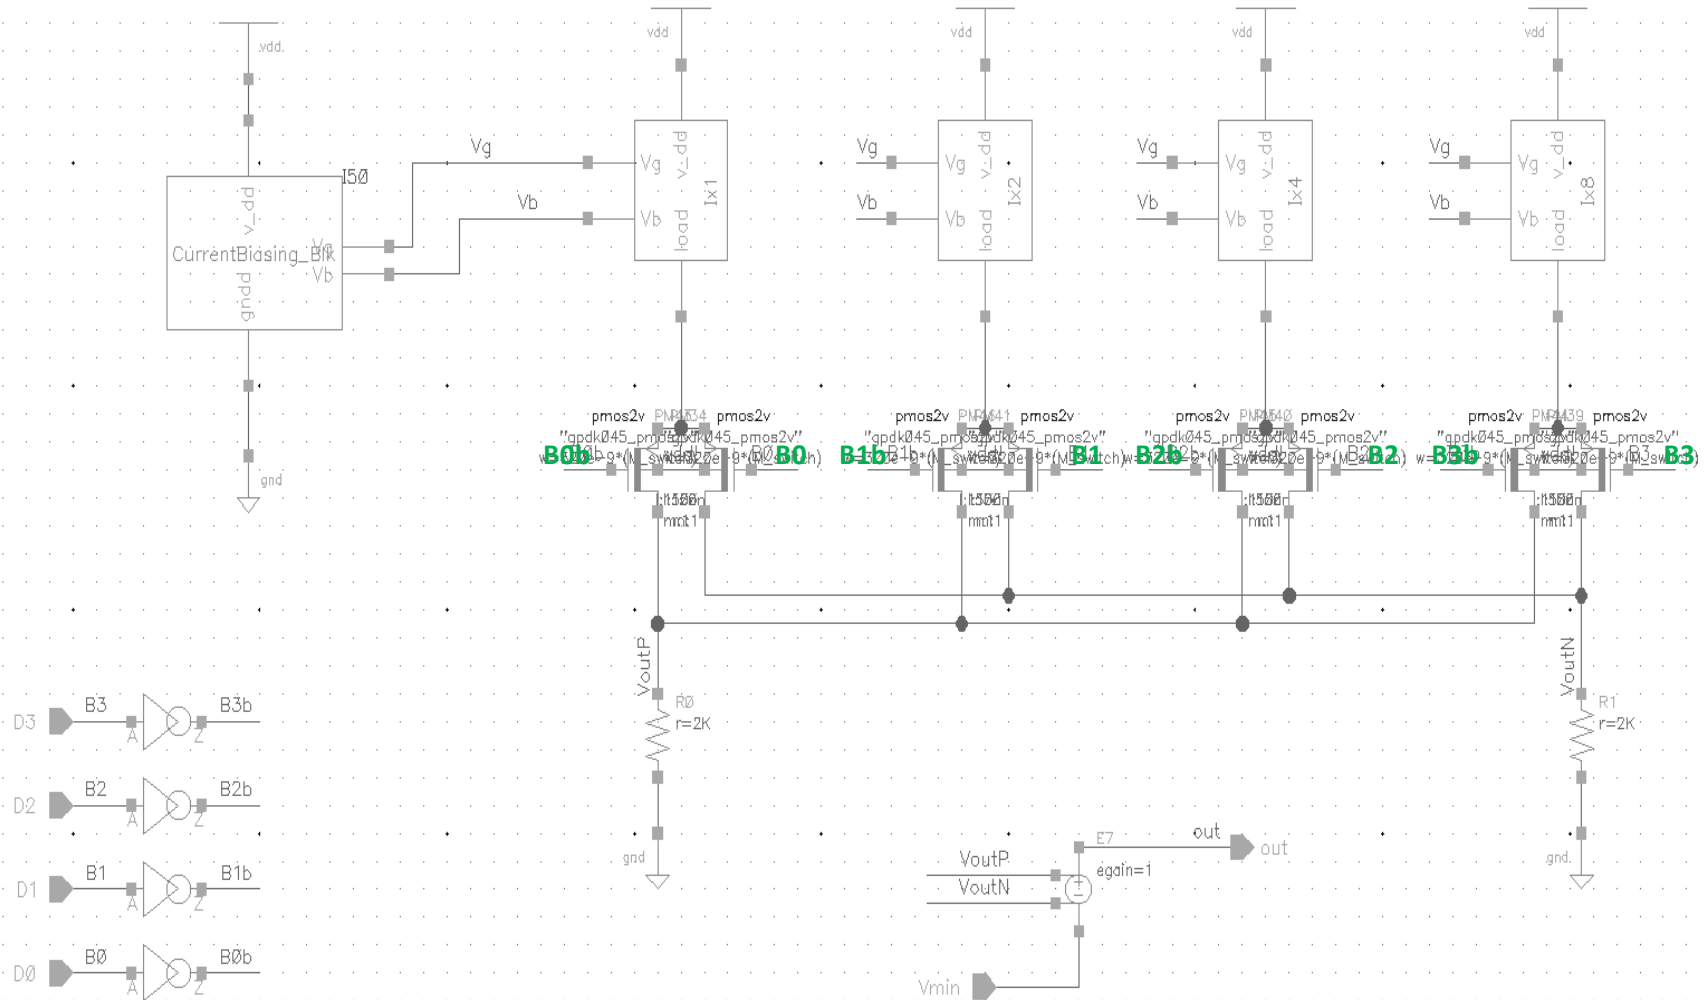 vdd
vdd
vdd
vdd
vdd
I50
v_dd
CurrentBiasing_Blk
Vg
Vb
gndd
gnd
Vg
Vb
Vg
Vb
v_dd
load
Ix1
Vg
Vb
Vg
Vb
v_dd
load
Ix2
Vg
Vb
Vg
Vb
v_dd
load
Ix4
Vg
Vb
Vg
Vb
v_dd
load
Ix8
pmos2v
pmos2v
pmos2v
pmos2v
pmos2v
pmos2v
pmos2v
pmos2v
B0b
B0
B1b
B1
B2b
B2
B3b
B3
VoutP
R0
r=2K
gnd
VoutN
R1
r=2K
gnd
D3
B3
A
Z
B3b
D2
B2
A
Z
B2b
D1
B1
A
Z
B1b
D0
B0
A
Z
B0b
VoutP
VoutN
E7
egain=1
out
out
Vmin